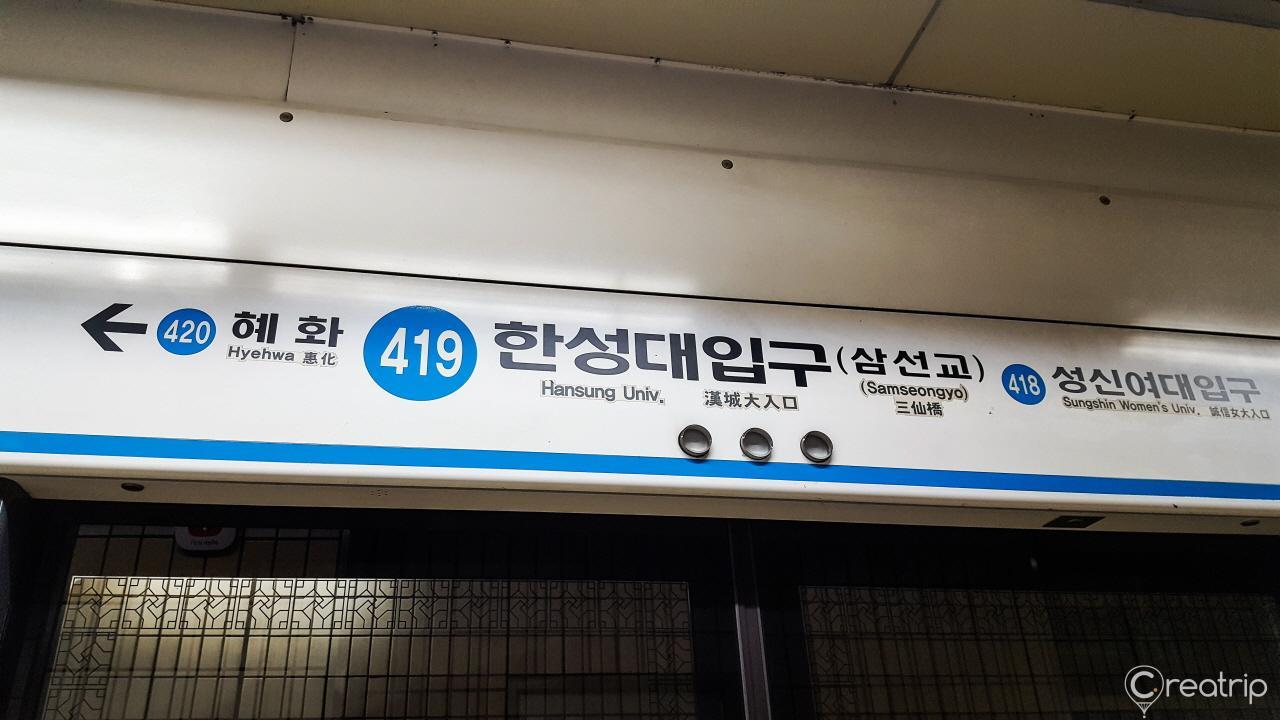 420 혜 화
Hyehwa 惠化
419 한성대입구 (삼선교)
Hansung Univ. 漢城大入口
(Samseongyo)
三仙橋
418 성신여대입구
Sungshin Women's Univ. 誠信女大入口
Creatrip